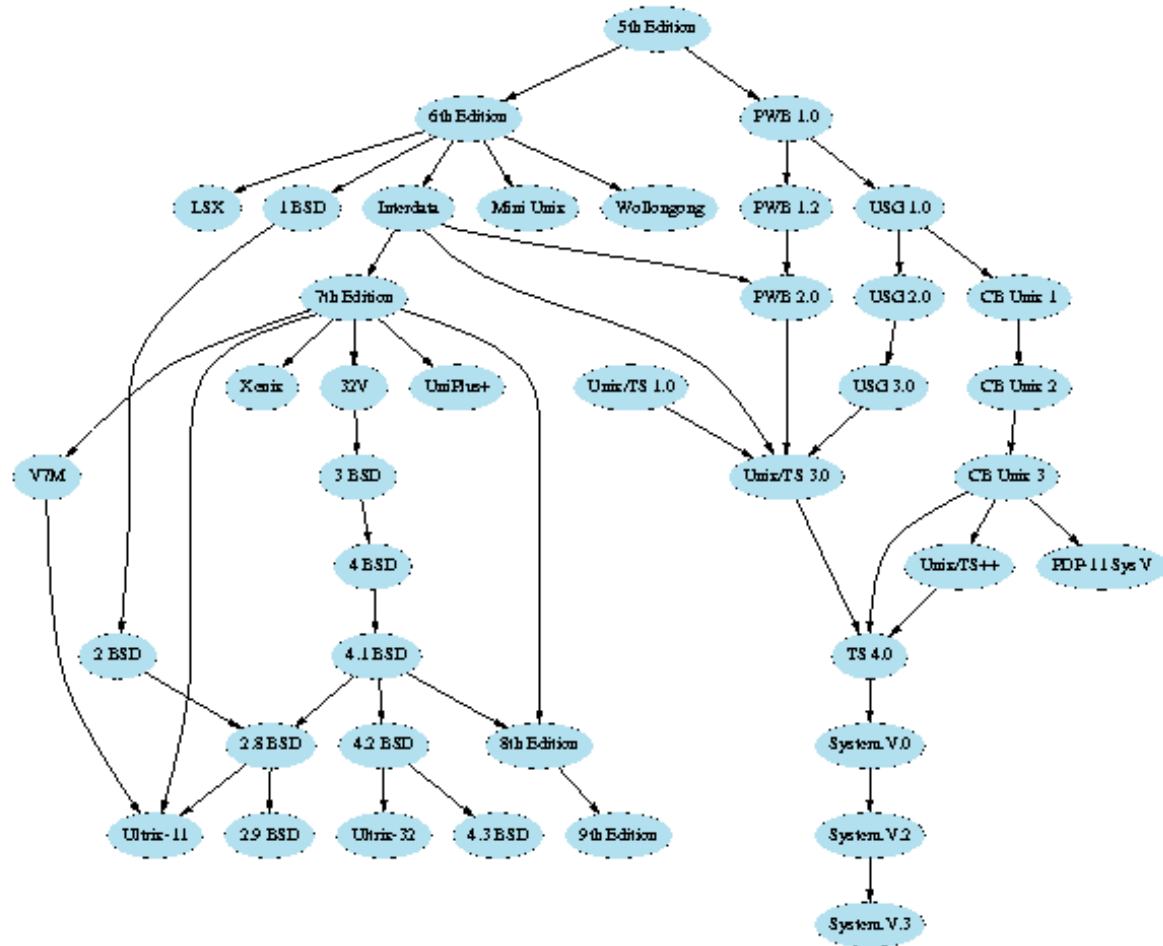 5th Edition
6th Edition
PWB 1.0
LSX
1 BSD
Interdata
Mini Unix
Wollongong
PWB 1.2
USG 1.0
7th Edition
PWB 2.0
USG 2.0
CB Unix 1
Xenix
32V
UniPlus+
Unix/TS 1.0
USG 3.0
CB Unix 2
V7M
3 BSD
Unix/TS 3.0
CB Unix 3
4 BSD
Unix/TS++
PDP-11 Sys V
2 BSD
4.1 BSD
TS 4.0
2.8 BSD
4.2 BSD
8th Edition
System V.0
Ultrix-11
2.9 BSD
Ultrix-32
4.3 BSD
9th Edition
System V.2
System V.3